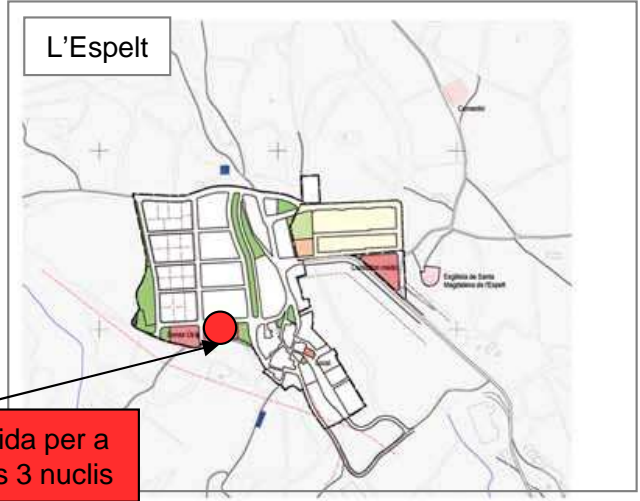 L'Espelt
Cementiri
Església de Santa
Magdalena de l'Espelt
ida per a
s 3 nuclis